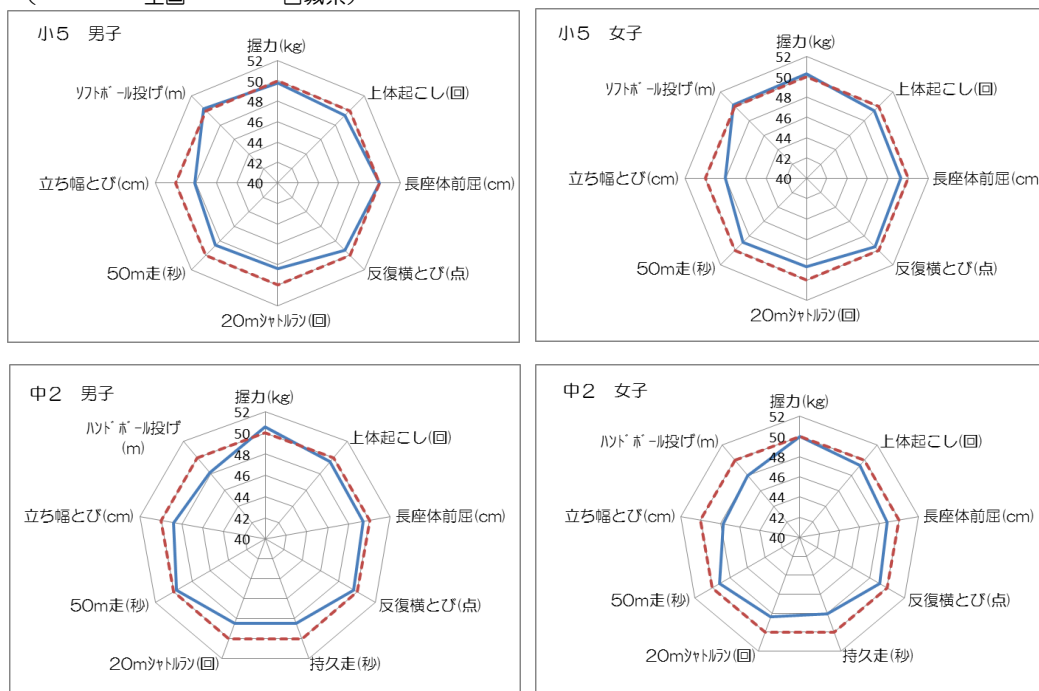 小5 男子
握力(kg)
上体起こし(回)
長座体前屈(cm)
反復横とび(点)
20mｼｬﾄﾙﾗﾝ(回)
50m走(秒)
立ち幅とび(cm)
ｿﾌﾄﾎﾞｰﾙ投げ(m)
52
50
48
46
44
42
40
小5 女子
握力(kg)
上体起こし(回)
長座体前屈(cm
反復横とび(点)
20mｼｬﾄﾙﾗﾝ(回)
50m走(秒)
立ち幅とび(cm)
ｿﾌﾄﾎﾞｰﾙ投げ(m)
52
50
48
46
44
42
40
中2 男子
握力(kg)
上体起こし(回)
長座体前屈(cm)
反復横とび(点)
持久走(秒)
20mｼｬﾄﾙﾗﾝ(回)
50m走(秒)
立ち幅とび(cm)
ﾊﾝﾄﾞﾎﾞｰﾙ投げ
(m)
52
50
48
46
44
42
40
中2 女子
握力(kg)
上体起こし(回)
長座体前屈(cm)
反復横とび(点)
持久走(秒)
20mｼｬﾄﾙﾗﾝ(回)
50m走(秒)
立ち幅とび(cm)
ﾊﾝﾄﾞﾎﾞｰﾙ投げ(m)
52
50
48
46
44
42
40